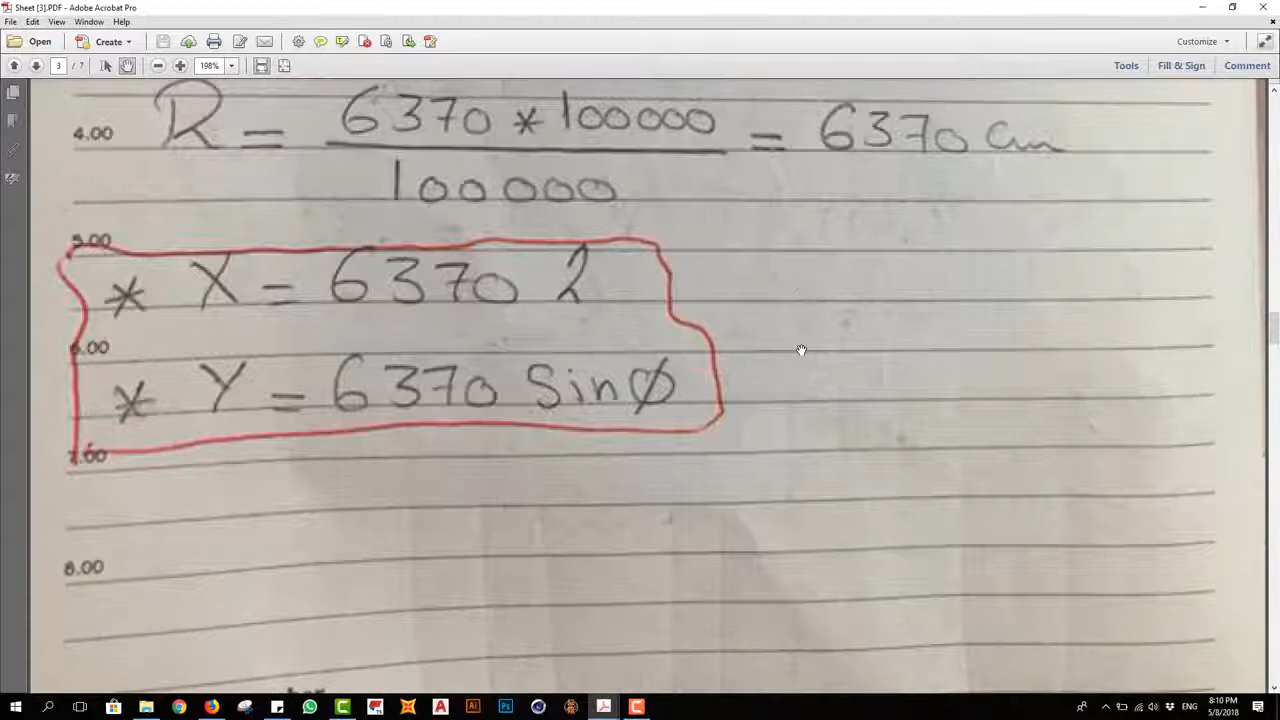 Sheet [3].PDF - Adobe Acrobat Pro
File Edit View Window Help
Open Create Customize
3 / 7 198% Tools Fill & Sign Comment
4.00 R = 6370 * 100000 / 100000 = 6370 cm
5.00
* X = 6370 λ
6.00
* Y = 6370 Sin Ø
7.00
8.00
8:10 PM
5/8/2018